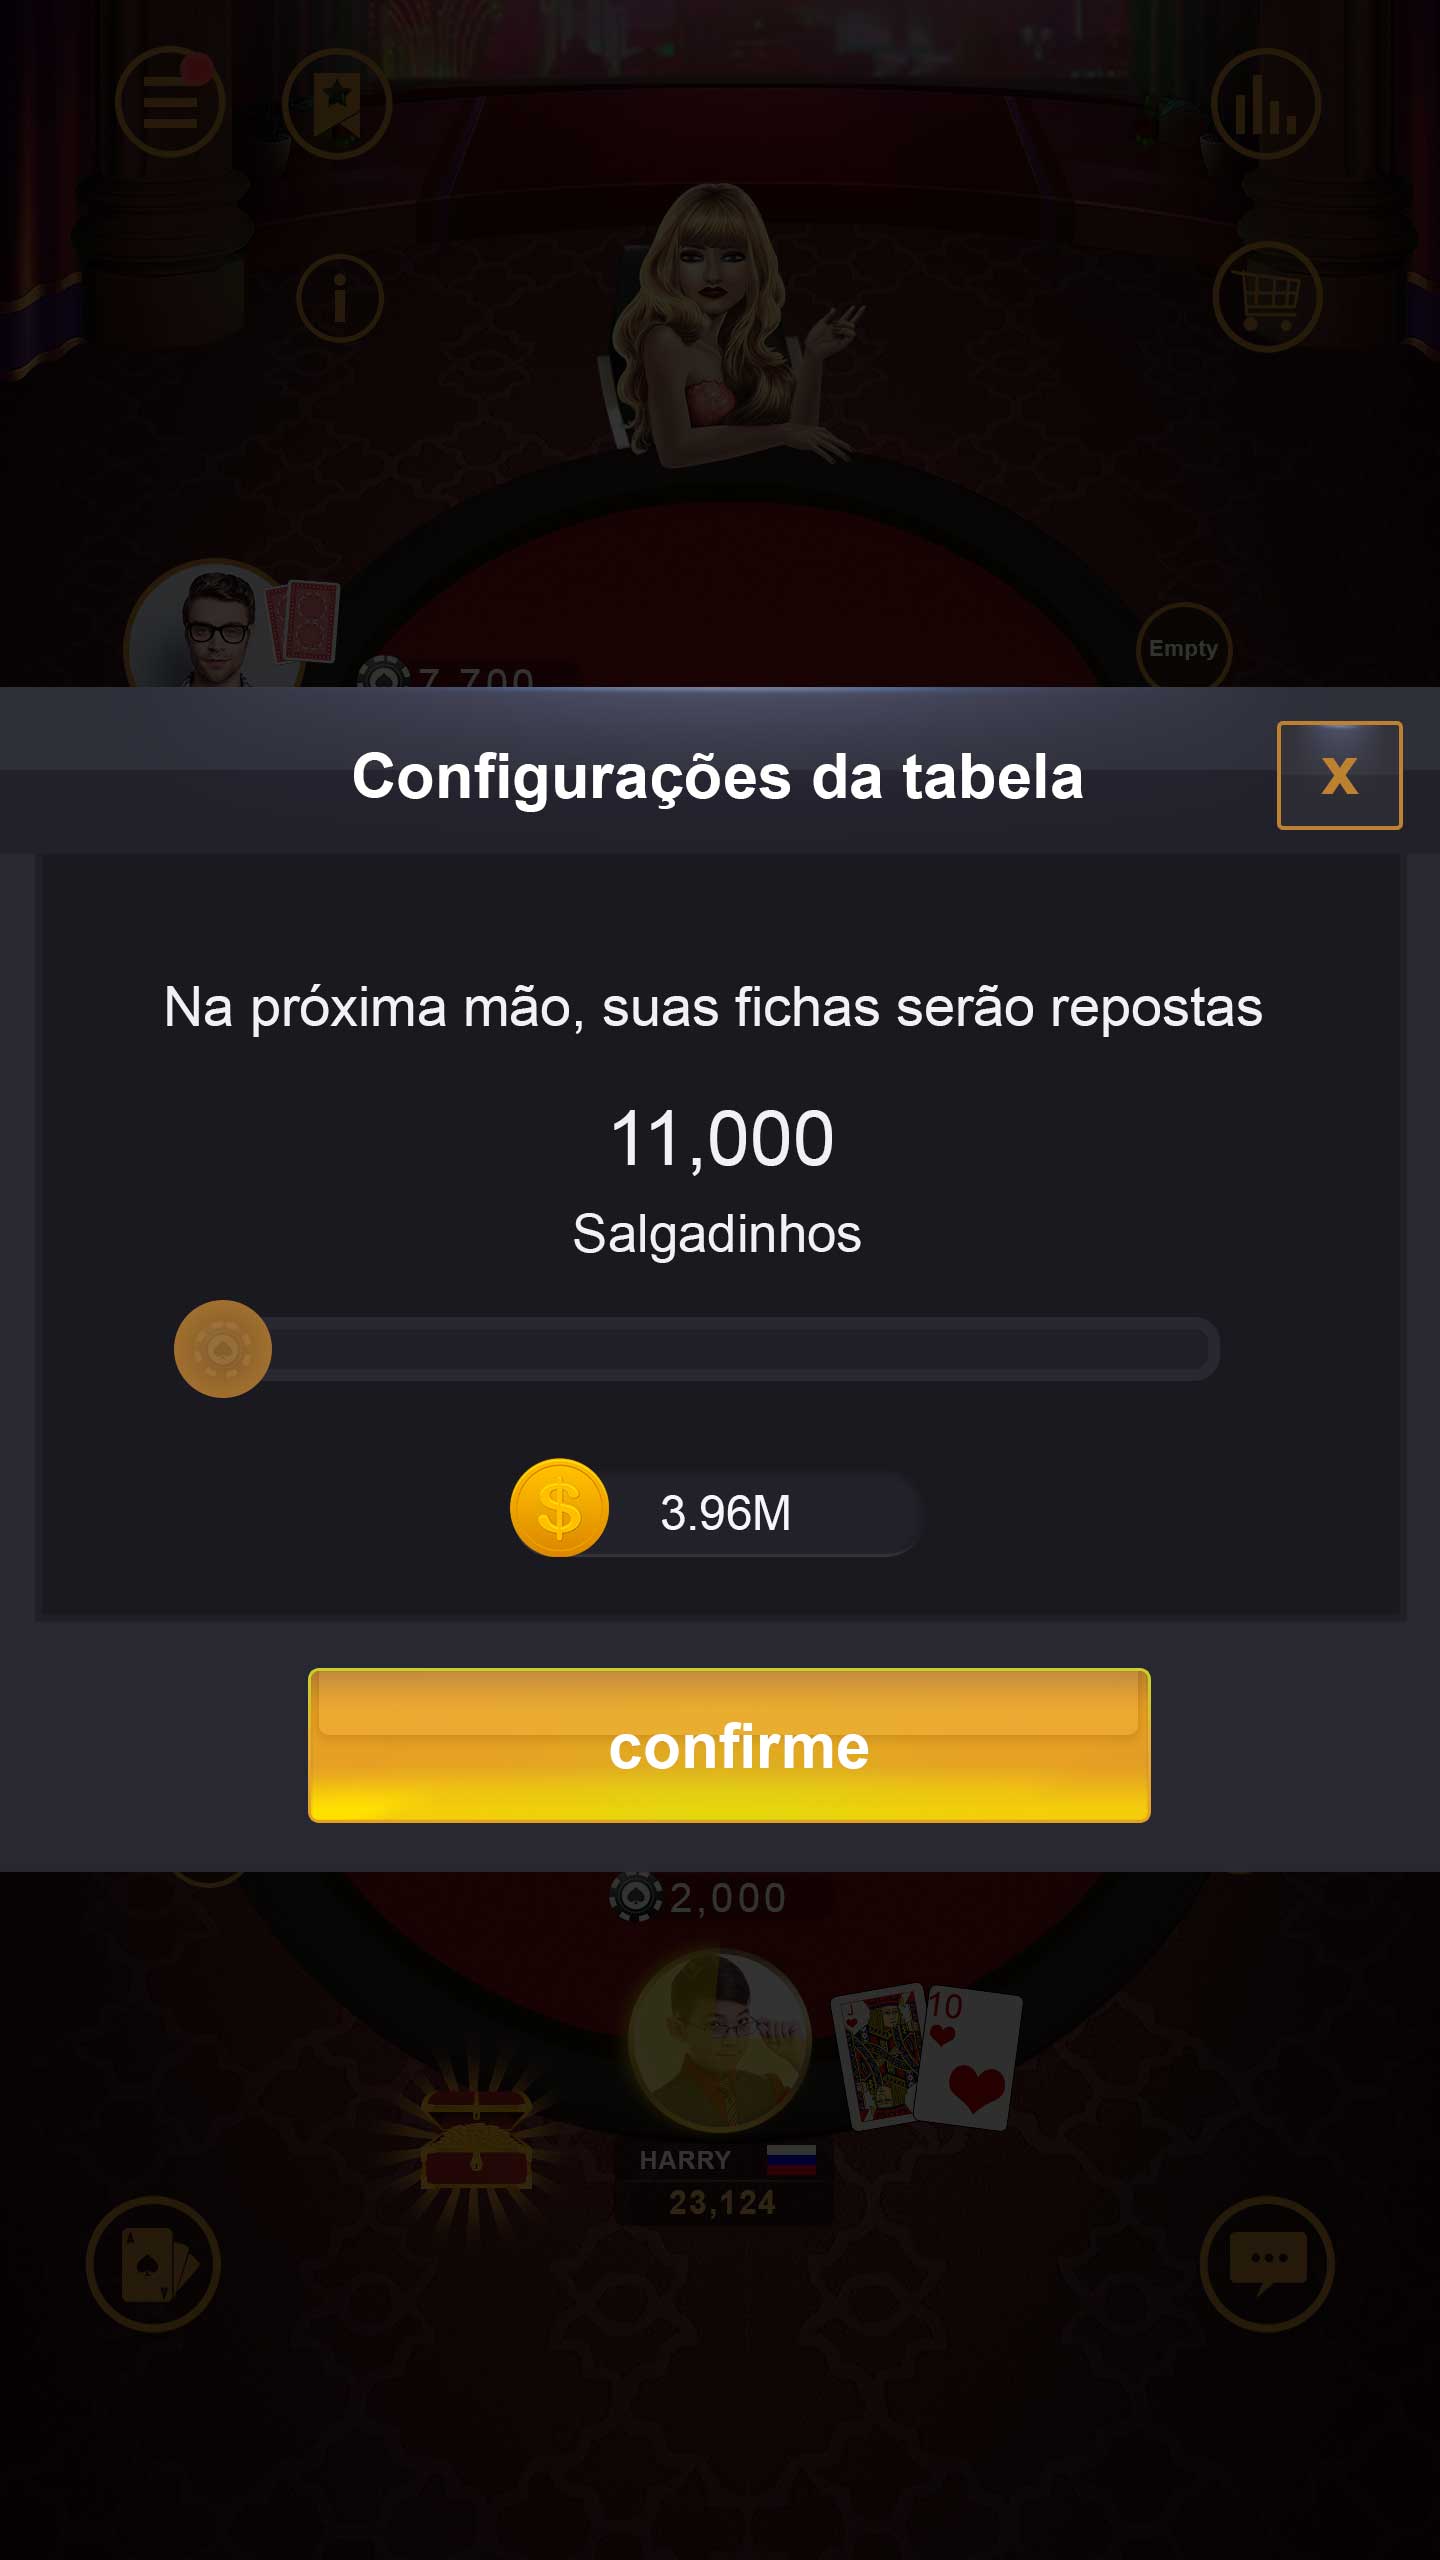 Empty
7,700
Configurações da tabela
X
Na próxima mão, suas fichas serão repostas
11,000
Salgadinhos
$ 3.96M
confirme
2,000
J 10
HARRY
23,124
A